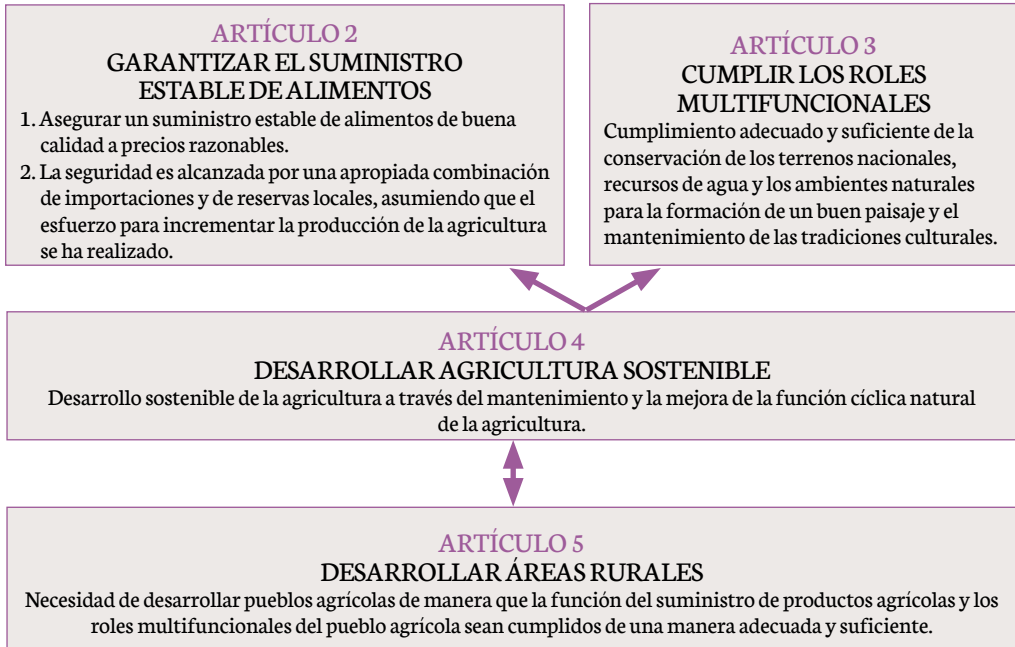 ARTÍCULO 2
GARANTIZAR EL SUMINISTRO
ESTABLE DE ALIMENTOS
1. Asegurar un suministro estable de alimentos de buena
calidad a precios razonables.
2. La seguridad es alcanzada por una apropiada combinación
de importaciones y de reservas locales, asumiendo que el
esfuerzo para incrementar la producción de la agricultura
se ha realizado.
ARTÍCULO 3
CUMPLIR LOS ROLES
MULTIFUNCIONALES
Cumplimiento adecuado y suficiente de la
conservación de los terrenos nacionales,
recursos de agua y los ambientes naturales
para la formación de un buen paisaje y el
mantenimiento de las tradiciones culturales.
ARTÍCULO 4
DESARROLLAR AGRICULTURA SOSTENIBLE
Desarrollo sostenible de la agricultura a través del mantenimiento y la mejora de la función cíclica natural
de la agricultura.
ARTÍCULO 5
DESARROLLAR ÁREAS RURALES
Necesidad de desarrollar pueblos agrícolas de manera que la función del suministro de productos agrícolas y los
roles multifuncionales del pueblo agrícola sean cumplidos de una manera adecuada y suficiente.